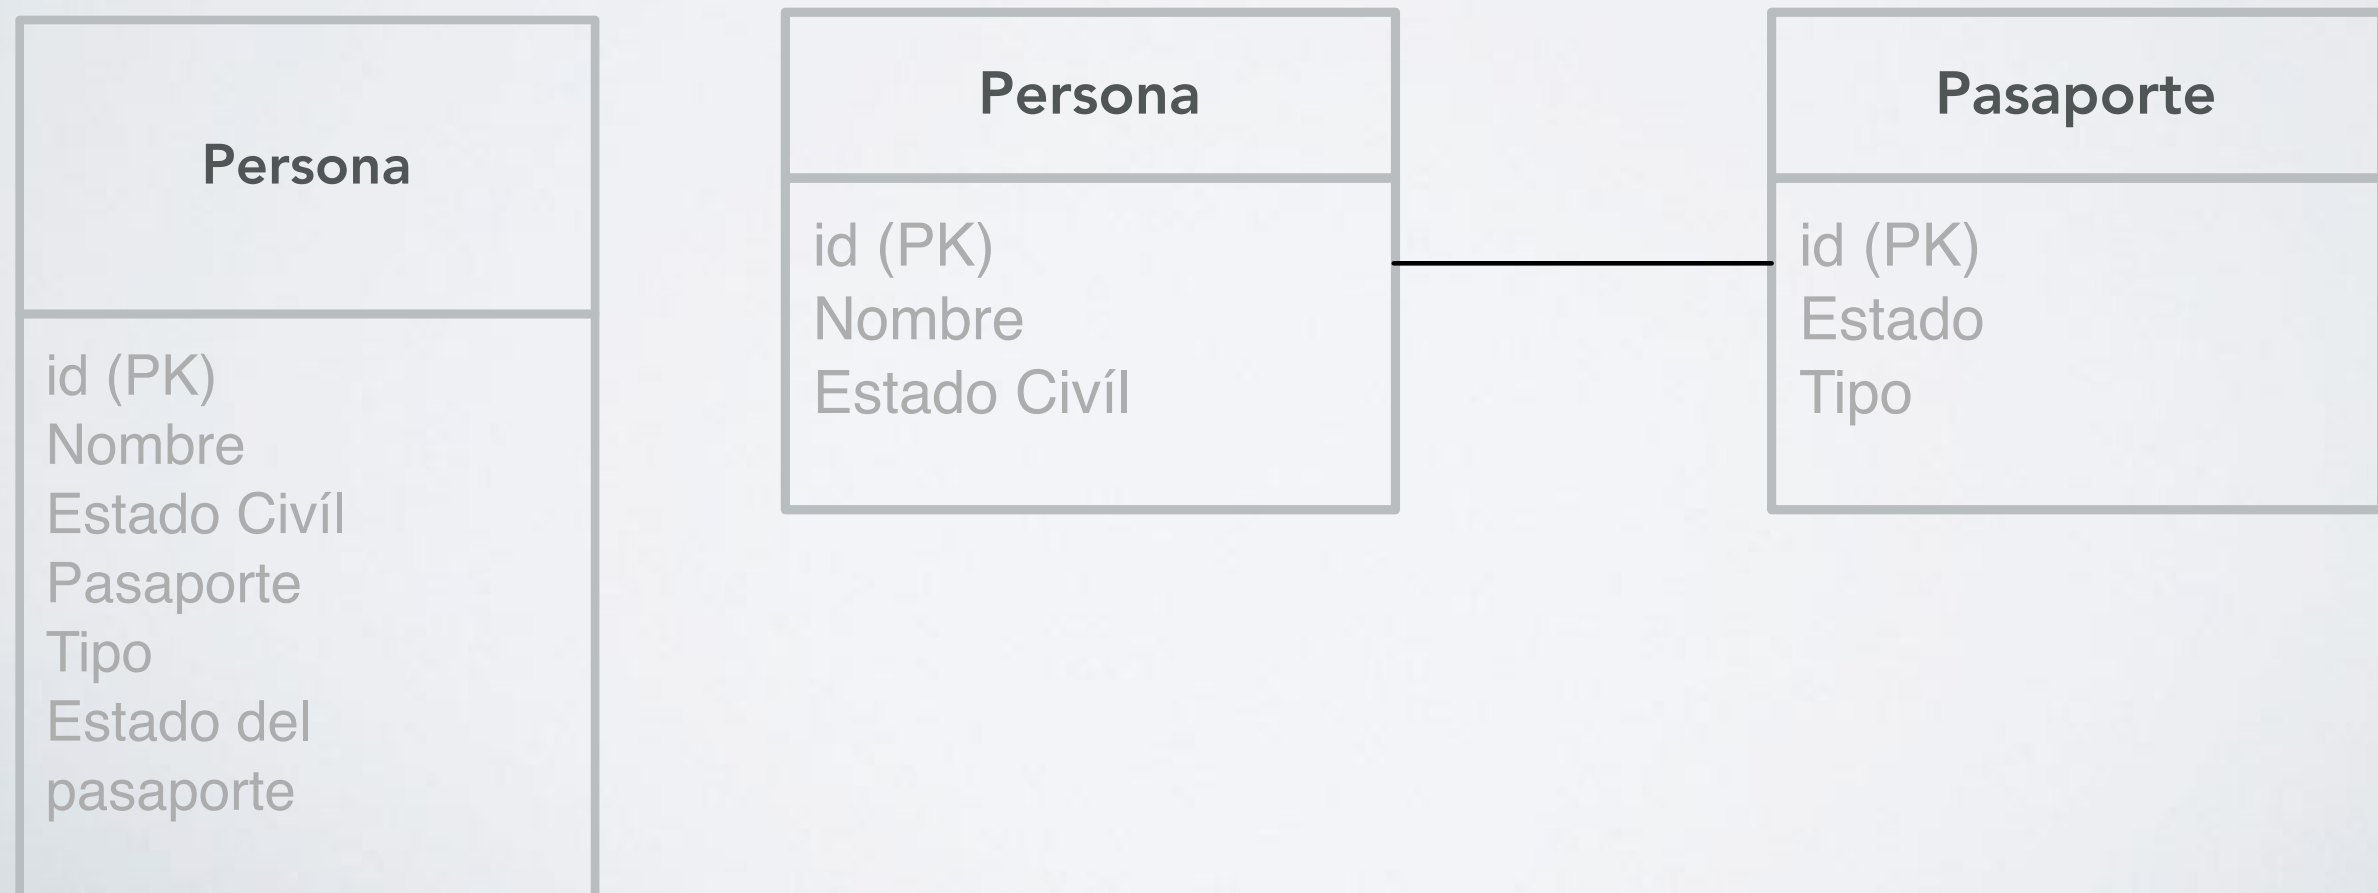 Persona
id (PK)
Nombre
Estado Civíl
Pasaporte
Tipo
Estado del
pasaporte
Persona
id (PK)
Nombre
Estado Civíl
Pasaporte
id (PK)
Estado
Tipo